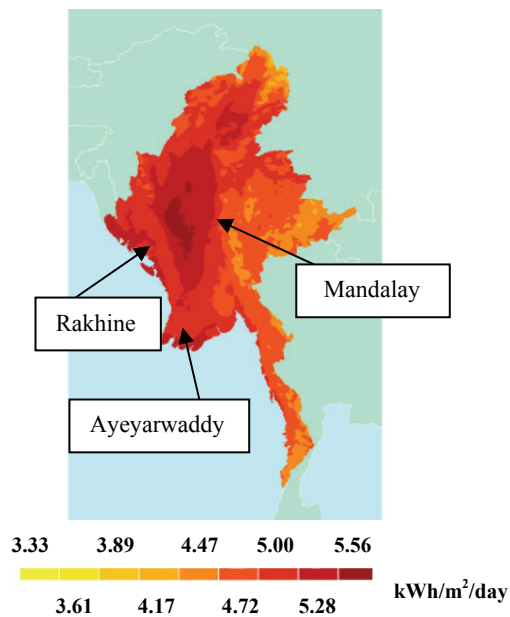 Mandalay
Rakhine
Ayeyarwaddy
3.33 3.89 4.47 5.00 5.56
kWh/m²/day
3.61 4.17 4.72 5.28